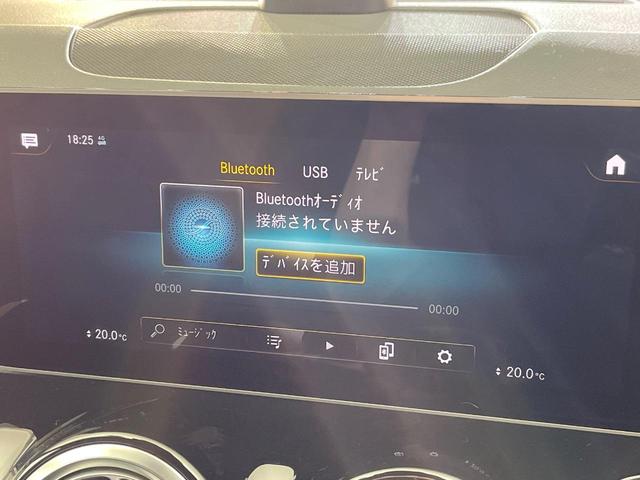 18:25 4G
Bluetooth USB ﾃﾚﾋﾞ
Bluetoothｵｰﾃﾞｨｵ
接続されていません
ﾃﾞﾊﾞｲｽを追加
00:00 00:00
ﾐｭｰｼﾞｯｸ
20.0°C
20.0°C